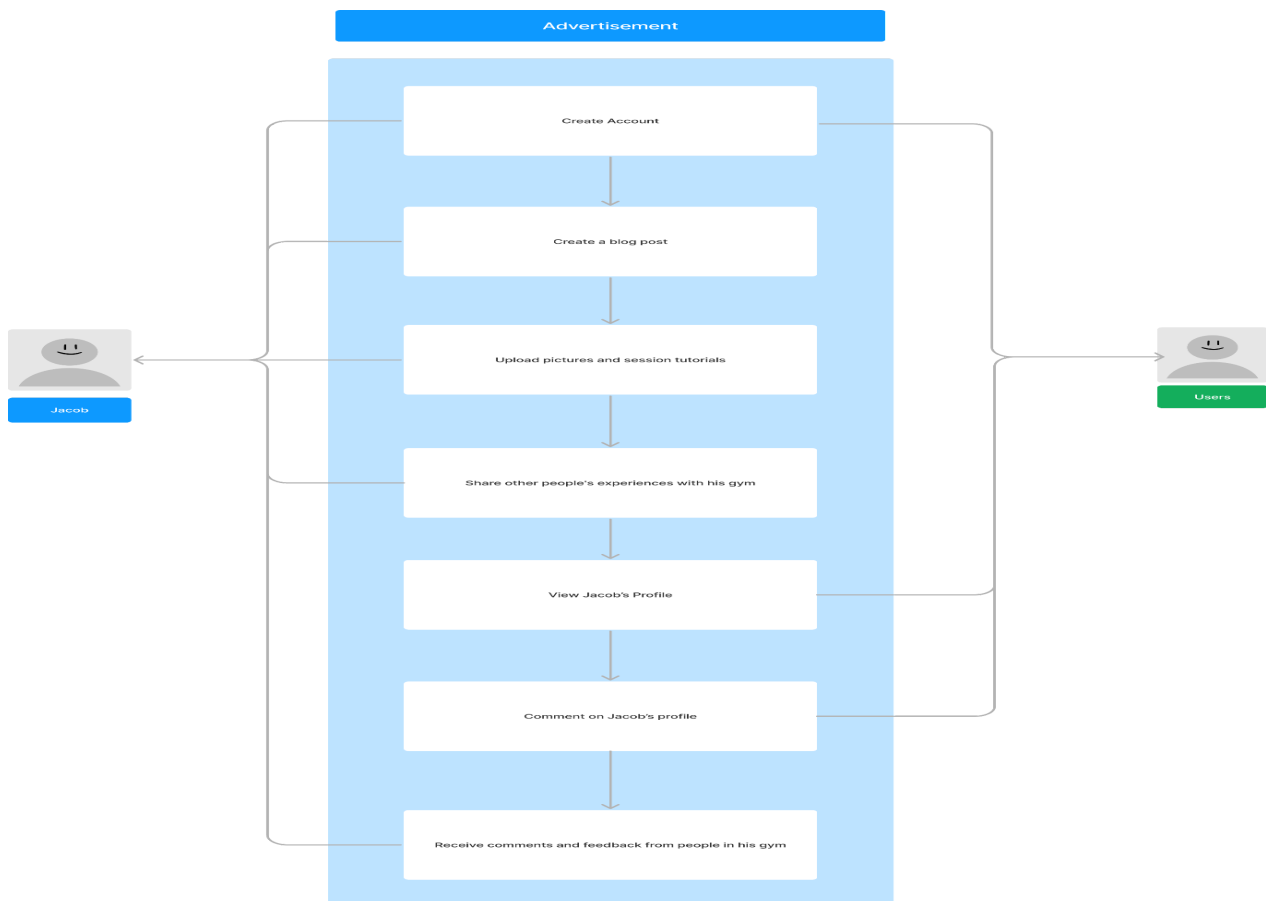 Advertisement
Create Account
Create a blog post
Upload pictures and session tutorials
Jacob
Users
Share other people's experiences with his gym
View Jacob's Profile
Comment on Jacob's profile
Receive comments and feedback from people in his gym